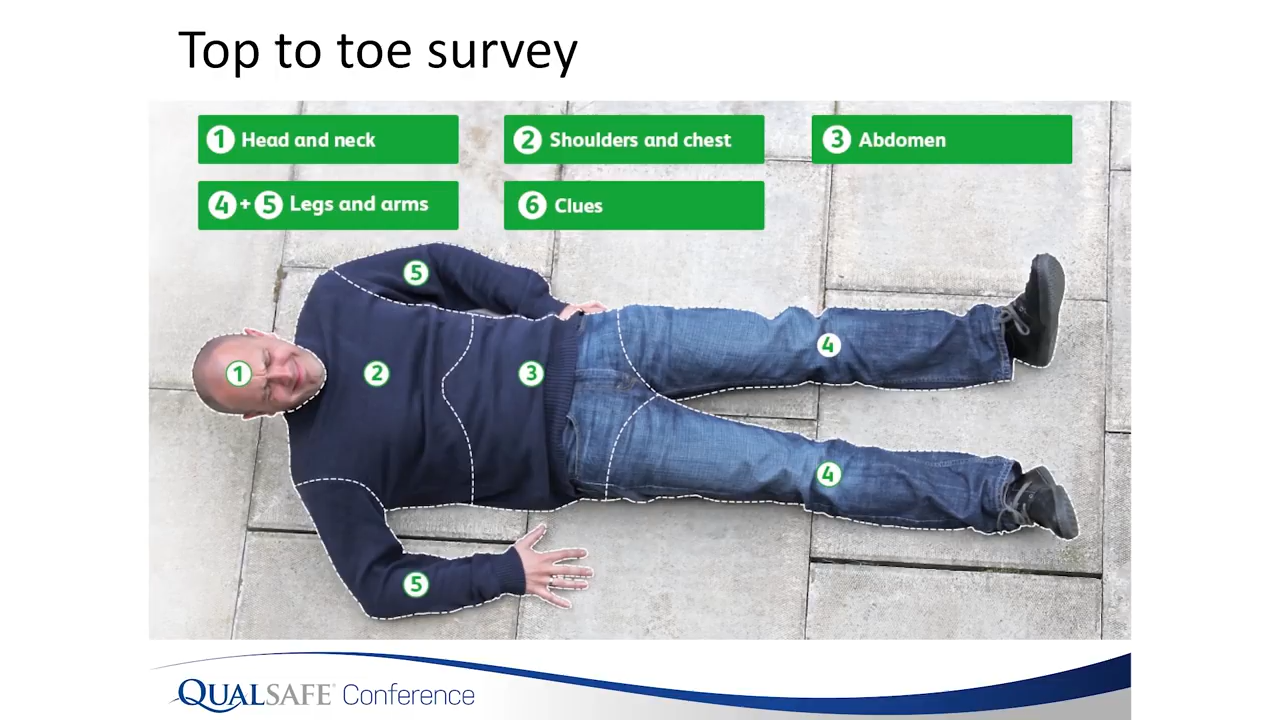 Top to toe survey
1 Head and neck
2 Shoulders and chest
3 Abdomen
4 + 5 Legs and arms
6 Clues
5
1
2
3
4
4
5
QUALSAFE® Conference